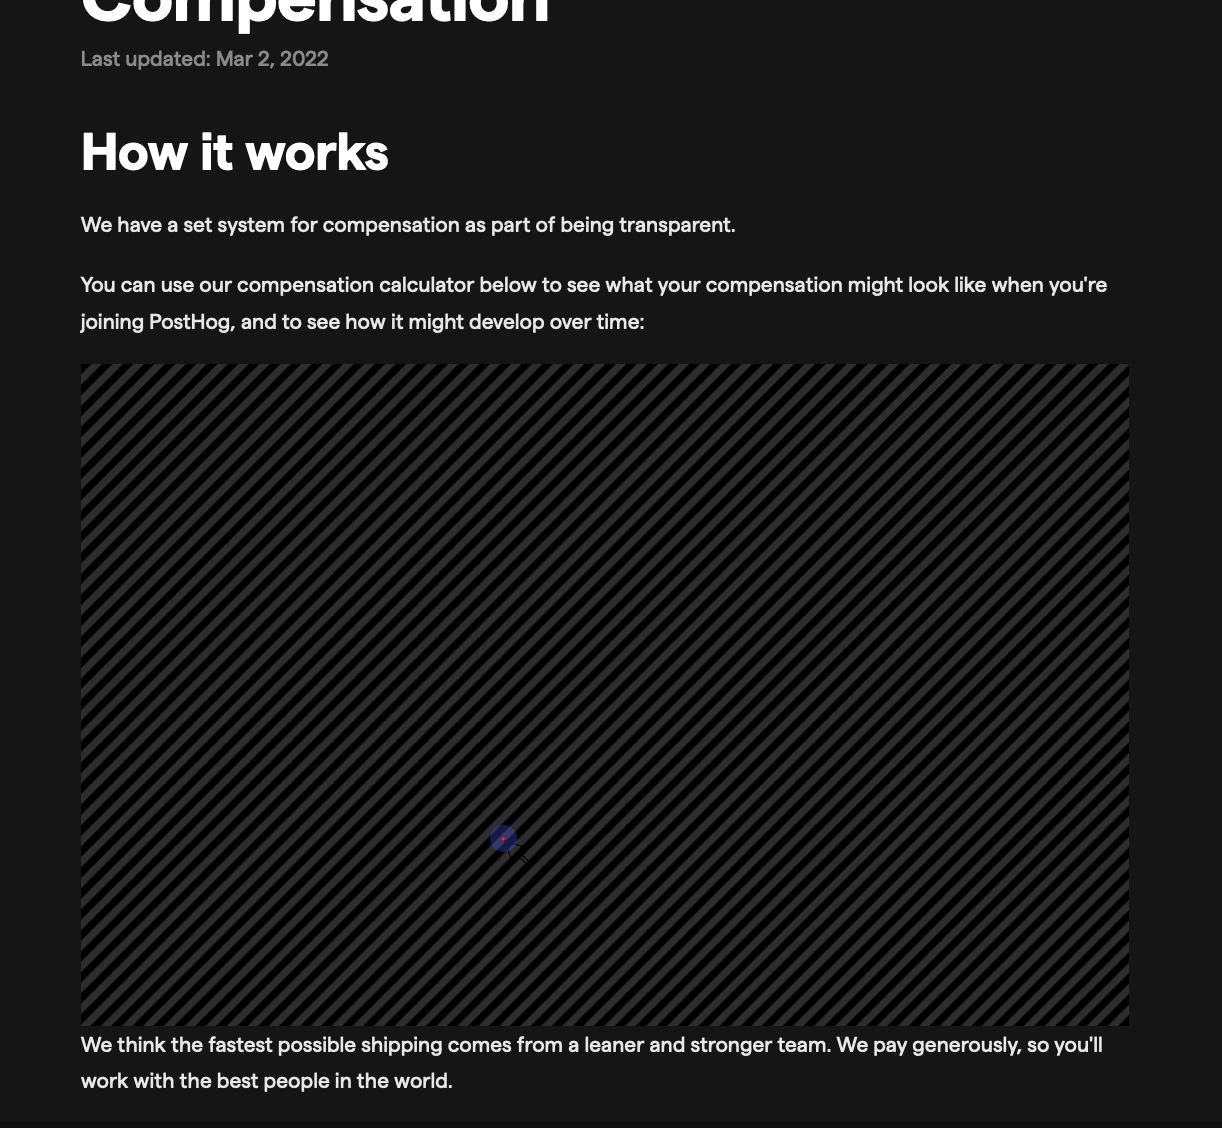 Compensation
Last updated: Mar 2, 2022
How it works
We have a set system for compensation as part of being transparent.
You can use our compensation calculator below to see what your compensation might look like when you're
joining PostHog, and to see how it might develop over time:
We think the fastest possible shipping comes from a leaner and stronger team. We pay generously, so you'll
work with the best people in the world.